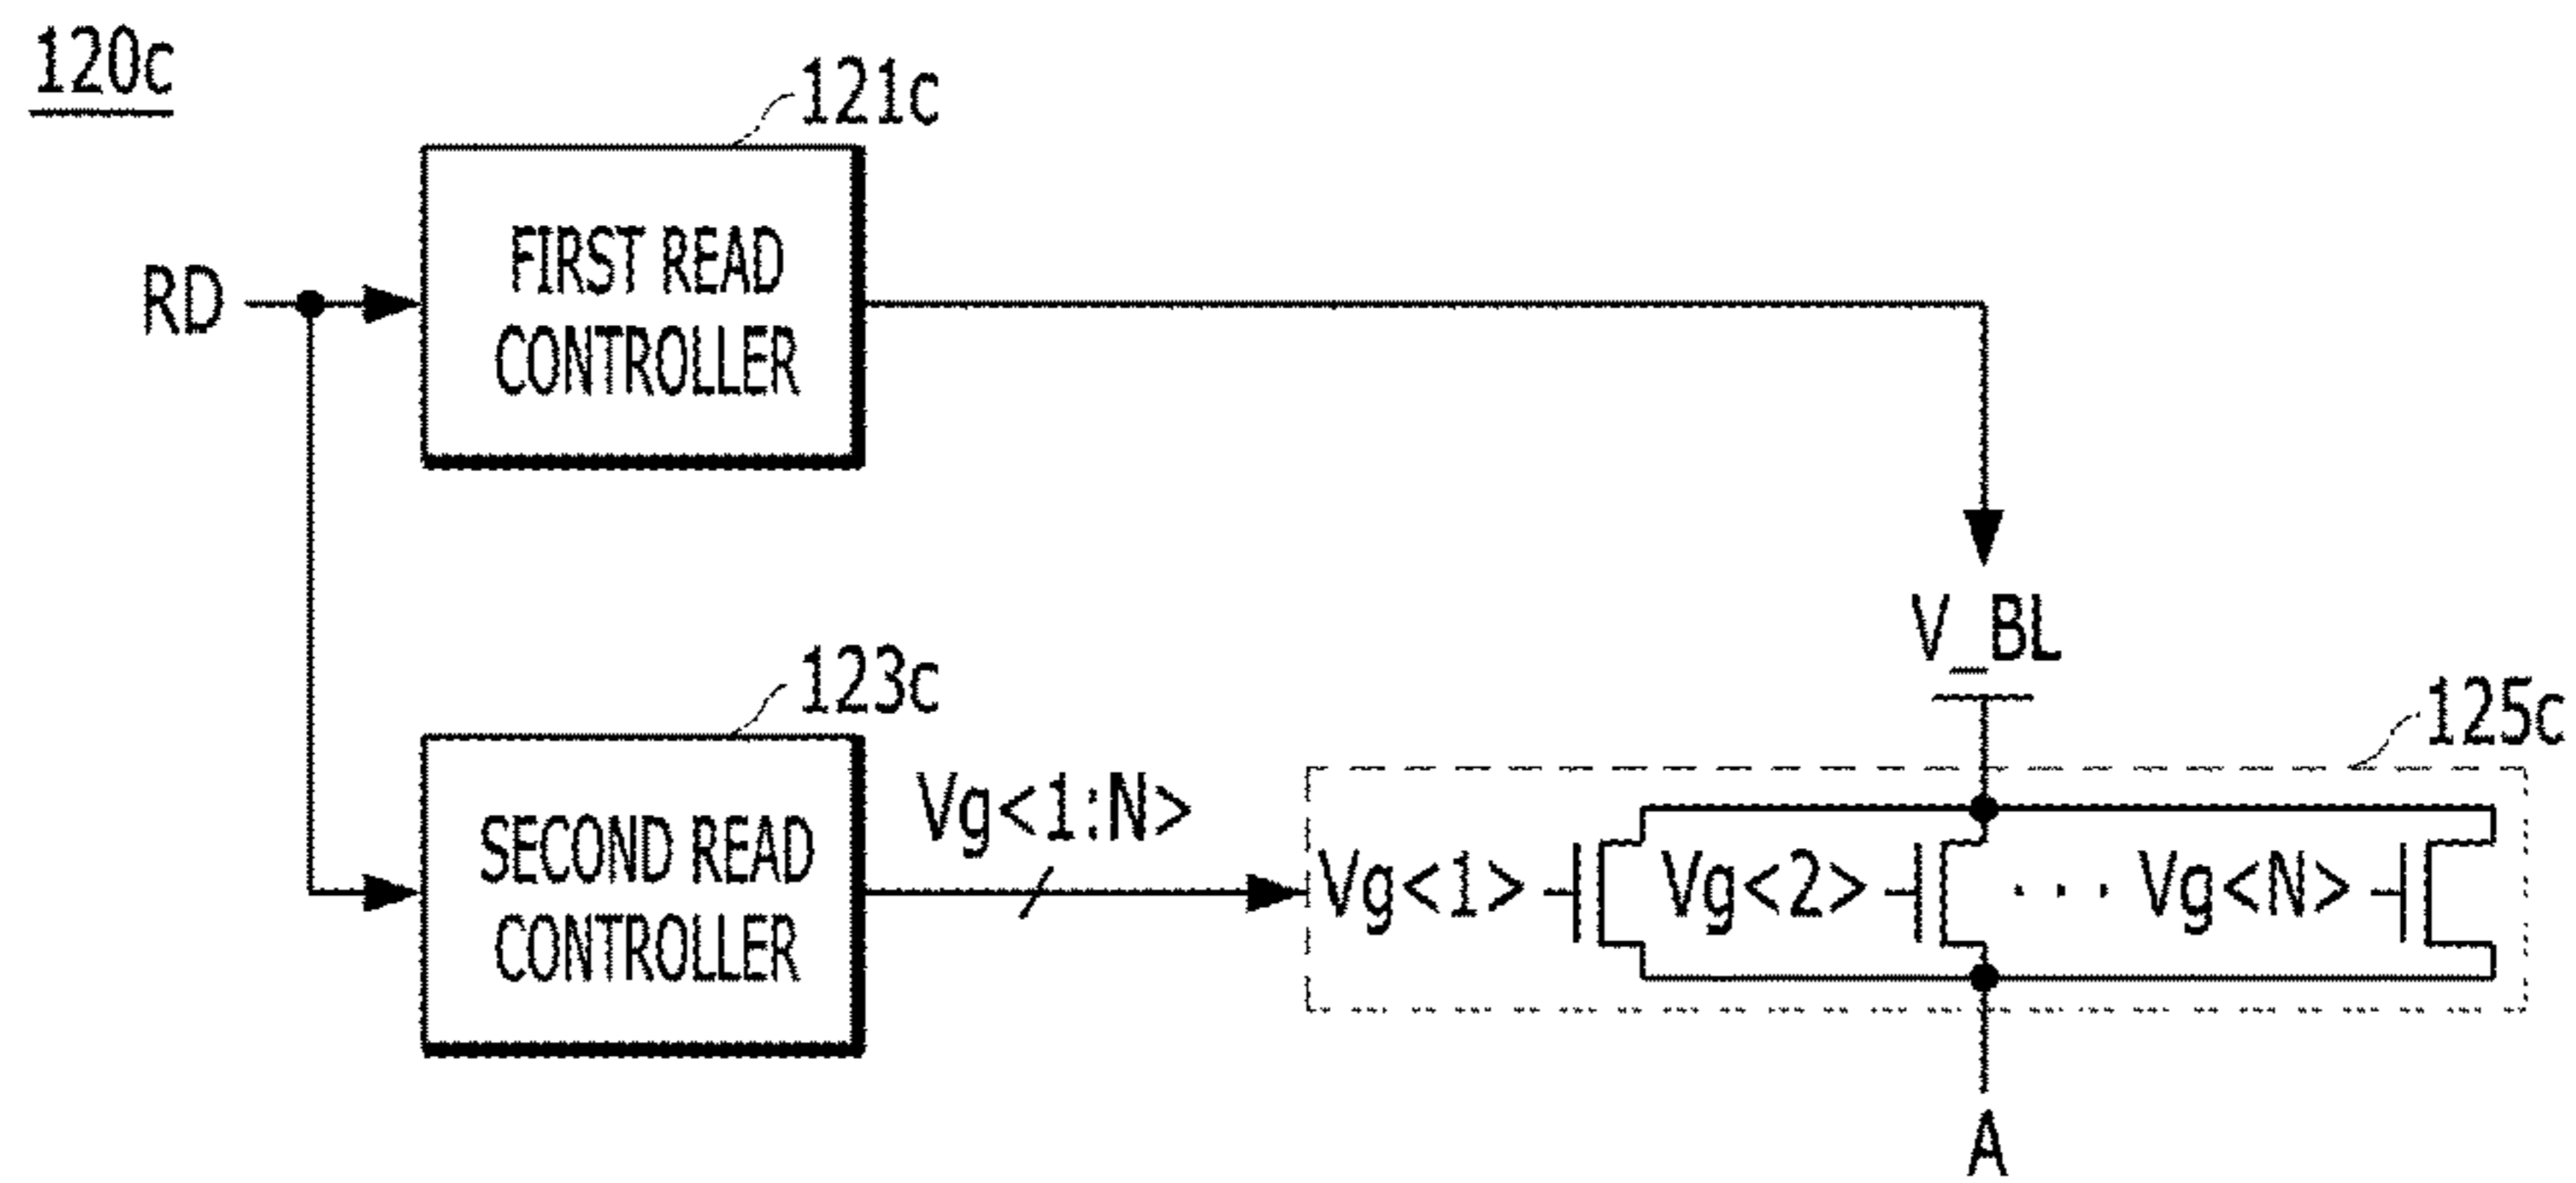 120c
121c
FIRST READ
CONTROLLER
RD
V_BL
123c
125c
SECOND READ
CONTROLLER
Vg<1:N>
Vg<1> Vg<2> ... Vg<N>
A